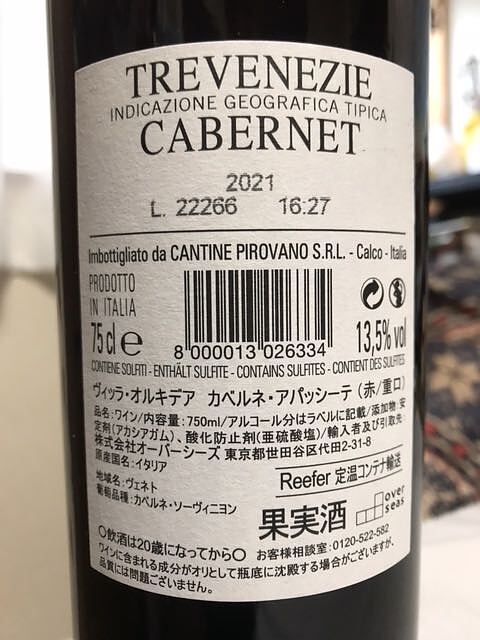 TREVENEZIE
INDICAZIONE GEOGRAFICA TIPICA
CABERNET
2021
L. 22266 16:27
Imbottigliato da CANTINE PIROVANO S.R.L. - Calco - Italia
PRODOTTO
IN ITALIA
75 cl e
8 000013 026334
13,5% vol
CONTIENE SOLFITI - ENTHÄLT SULFITE - CONTAINS SULFITES - CONTIENT DES SULFITES
ヴィッラ・オルキデア カベルネ・アパッシーテ (赤/重口)
品名:ワイン/内容量:750ml/アルコール分はラベルに記載/添加物:安
定剤(アカシアガム)、酸化防止剤(亜硫酸塩)/輸入者及び引取先
株式会社オーバーシーズ 東京都世田谷区代田2-31-8
原産国名:イタリア
Reefer 定温コンテナ輸送
地域名:ヴェネト
葡萄品種:カベルネ・ソーヴィニヨン
果実酒
over
seas
〇飲酒は20歳になってから〇
お客様相談室:0120-522-582
ワインに含まれる成分がオリとして瓶底に沈殿する場合がございますが、
品質には問題ございません。